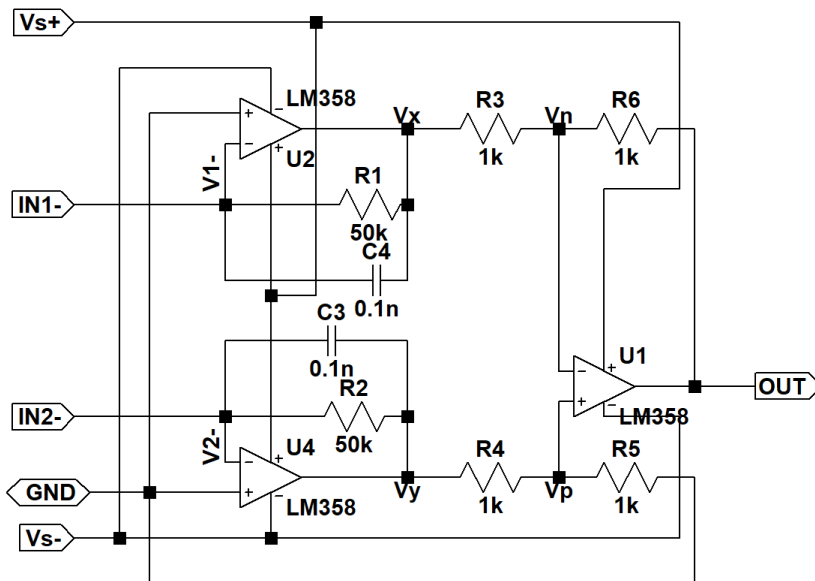 Vs+
LM358
Vx
R3
Vn
R6
U2
1k
1k
V1-
IN1-
R1
50k
C4
0.1n
C3
0.1n
U1
R2
OUT
IN2-
50k
LM358
V2-
U4
R4
R5
GND
Vy
Vp
LM358
1k
1k
Vs-